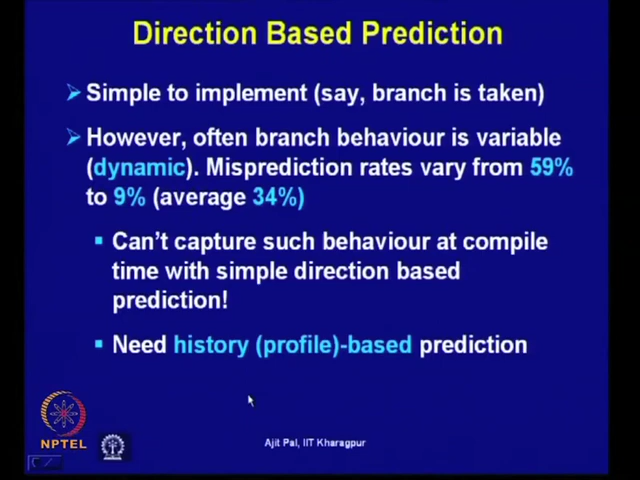 Direction Based Prediction
Simple to implement (say, branch is taken)
However, often branch behaviour is variable
(dynamic). Misprediction rates vary from 59%
to 9% (average 34%)
Can't capture such behaviour at compile
time with simple direction based
prediction!
Need history (profile)-based prediction
NPTEL
Ajit Pal, IIT Kharagpur